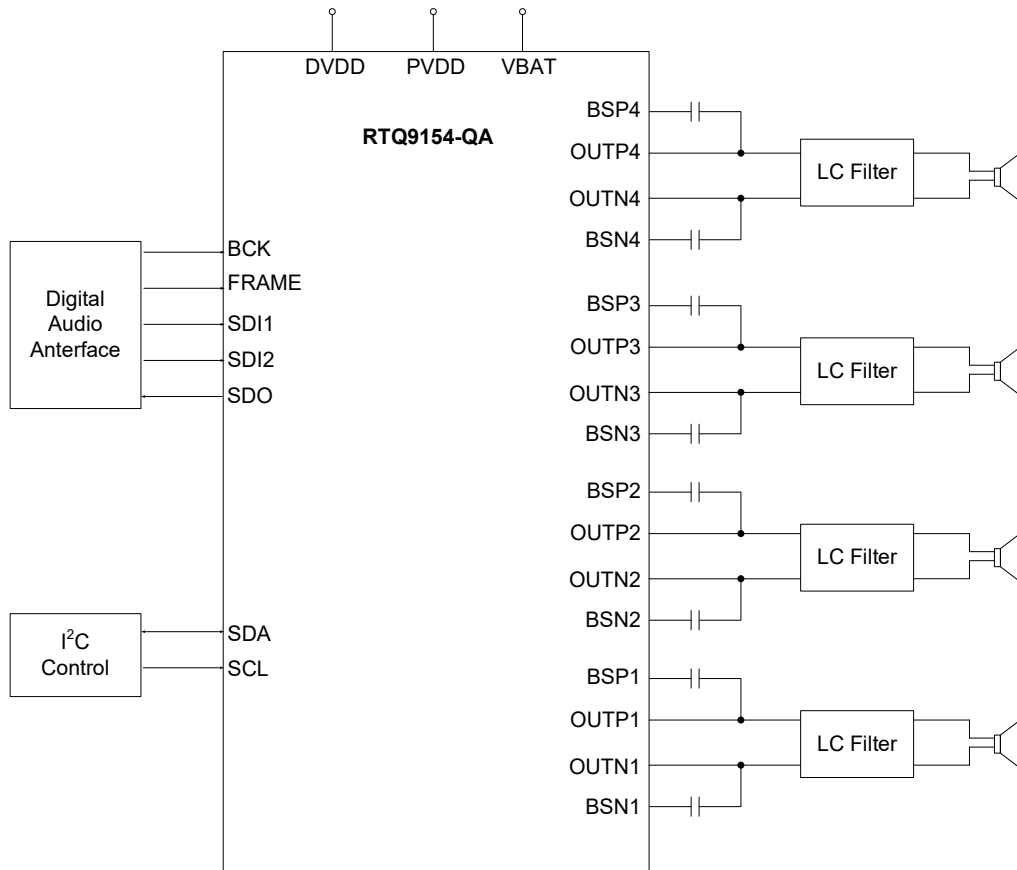 DVDD PVDD VBAT
RTQ9154-QA
Digital
Audio
Anterface
BCK
FRAME
SDI1
SDI2
SDO
I²C
Control
SDA
SCL
BSP4
OUTP4
OUTN4
BSN4
LC Filter
BSP3
OUTP3
OUTN3
BSN3
LC Filter
BSP2
OUTP2
OUTN2
BSN2
LC Filter
BSP1
OUTP1
OUTN1
BSN1
LC Filter